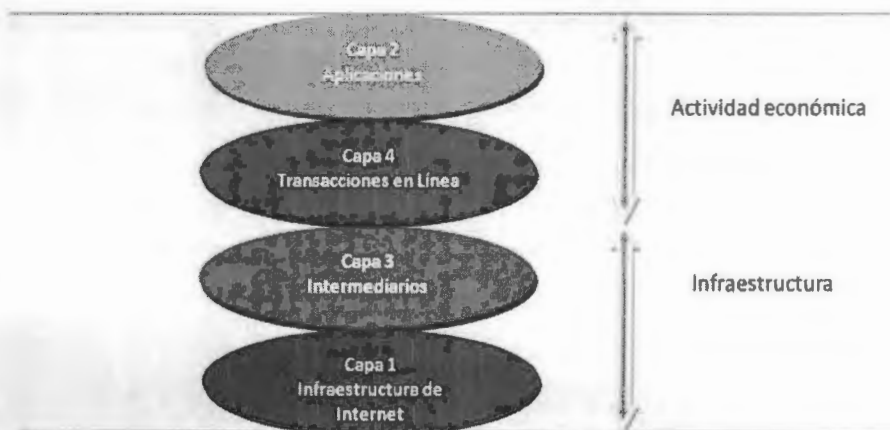 Capa 2
Aplicaciones
Actividad económica
Capa 4
Transacciones en Línea
Capa 3
Intermediarios
Infraestructura
Capa 1
Infraestructura de
Internet